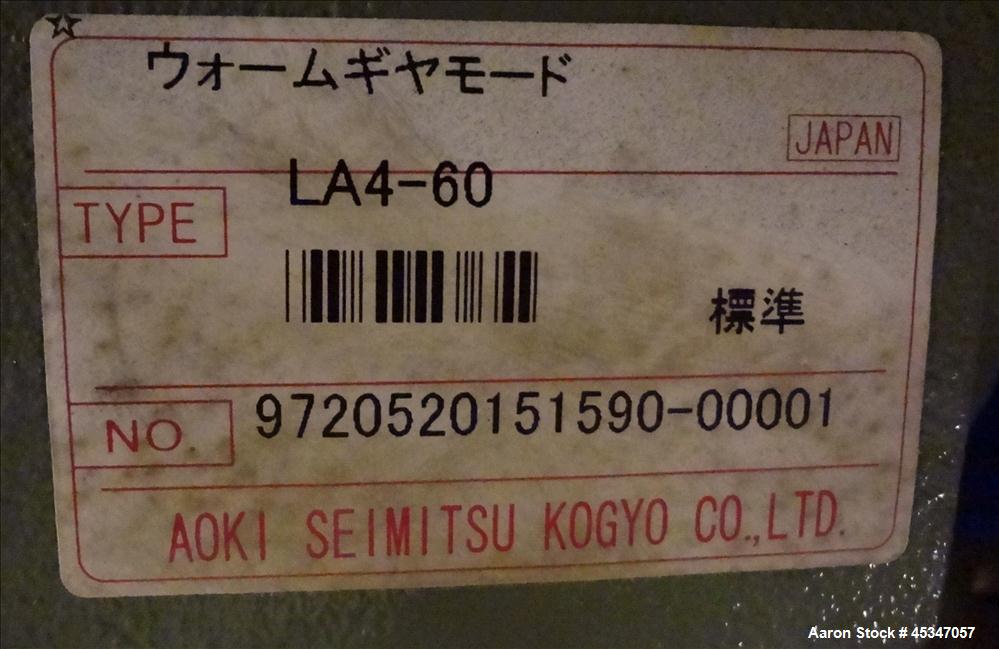 ウォームギヤモード
JAPAN
TYPE LA4-60
標準
NO. 9720520151590-00001
AOKI SEIMITSU KOGYO CO.,LTD.
Aaron Stock # 45347057